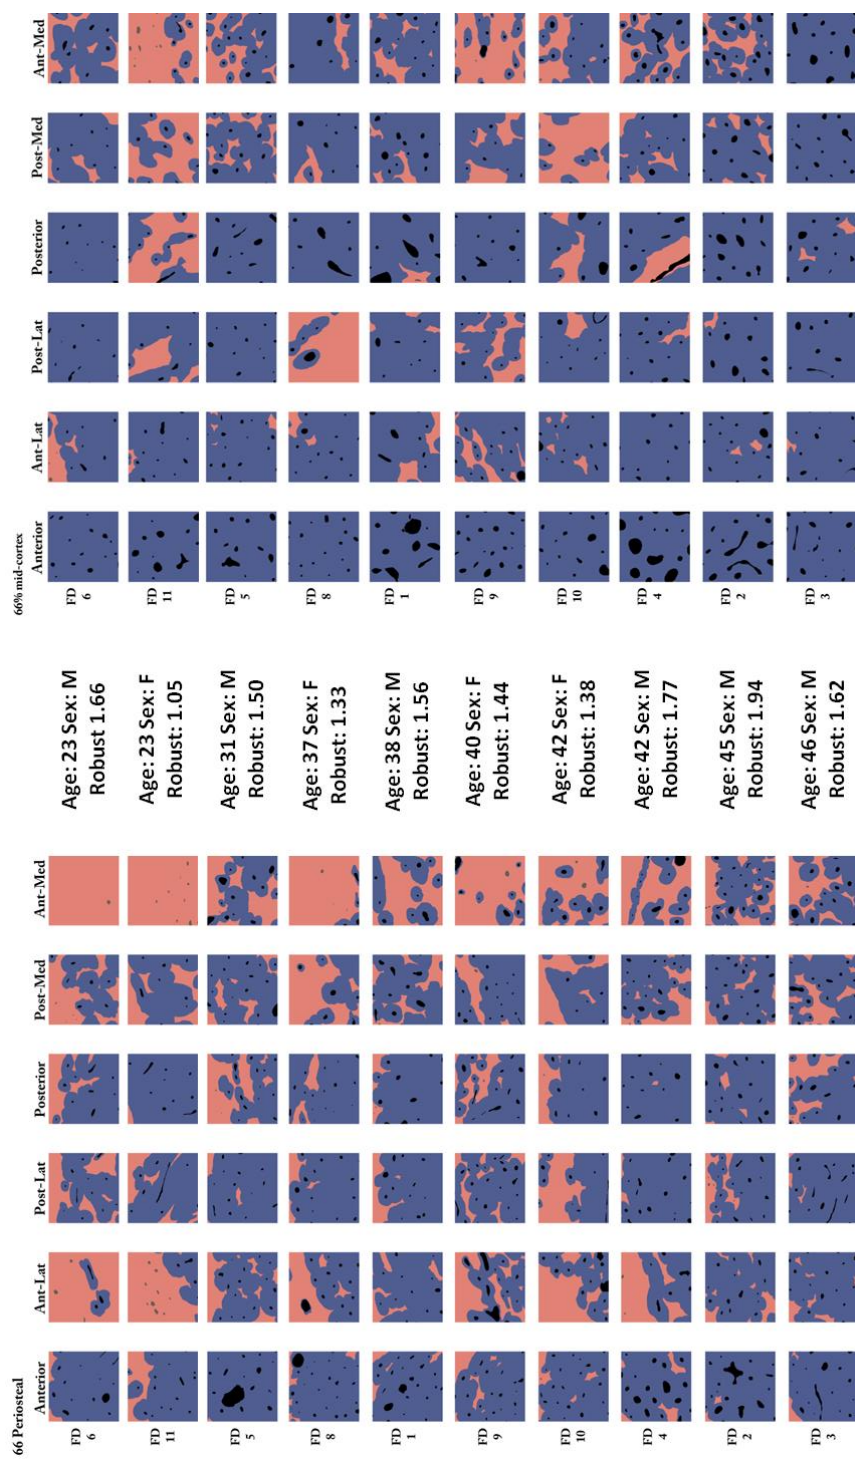 66 Periosteal
Anterior Ant-Lat Post-Lat Posterior Post-Med Ant-Med
FD
6
FD
11
FD
5
FD
8
FD
1
FD
9
FD
10
FD
4
FD
2
FD
3
Age: 23 Sex: M
Robust 1.66
Age: 23 Sex: F
Robust: 1.05
Age: 31 Sex: M
Robust: 1.50
Age: 37 Sex: F
Robust: 1.33
Age: 38 Sex: M
Robust: 1.56
Age: 40 Sex: F
Robust: 1.44
Age: 42 Sex: F
Robust: 1.38
Age: 42 Sex: M
Robust: 1.77
Age: 45 Sex: M
Robust: 1.94
Age: 46 Sex: M
Robust: 1.62
66% mid-cortex
Anterior Ant-Lat Post-Lat Posterior Post-Med Ant-Med
FD
6
FD
11
FD
5
FD
8
FD
1
FD
9
FD
10
FD
4
FD
2
FD
3